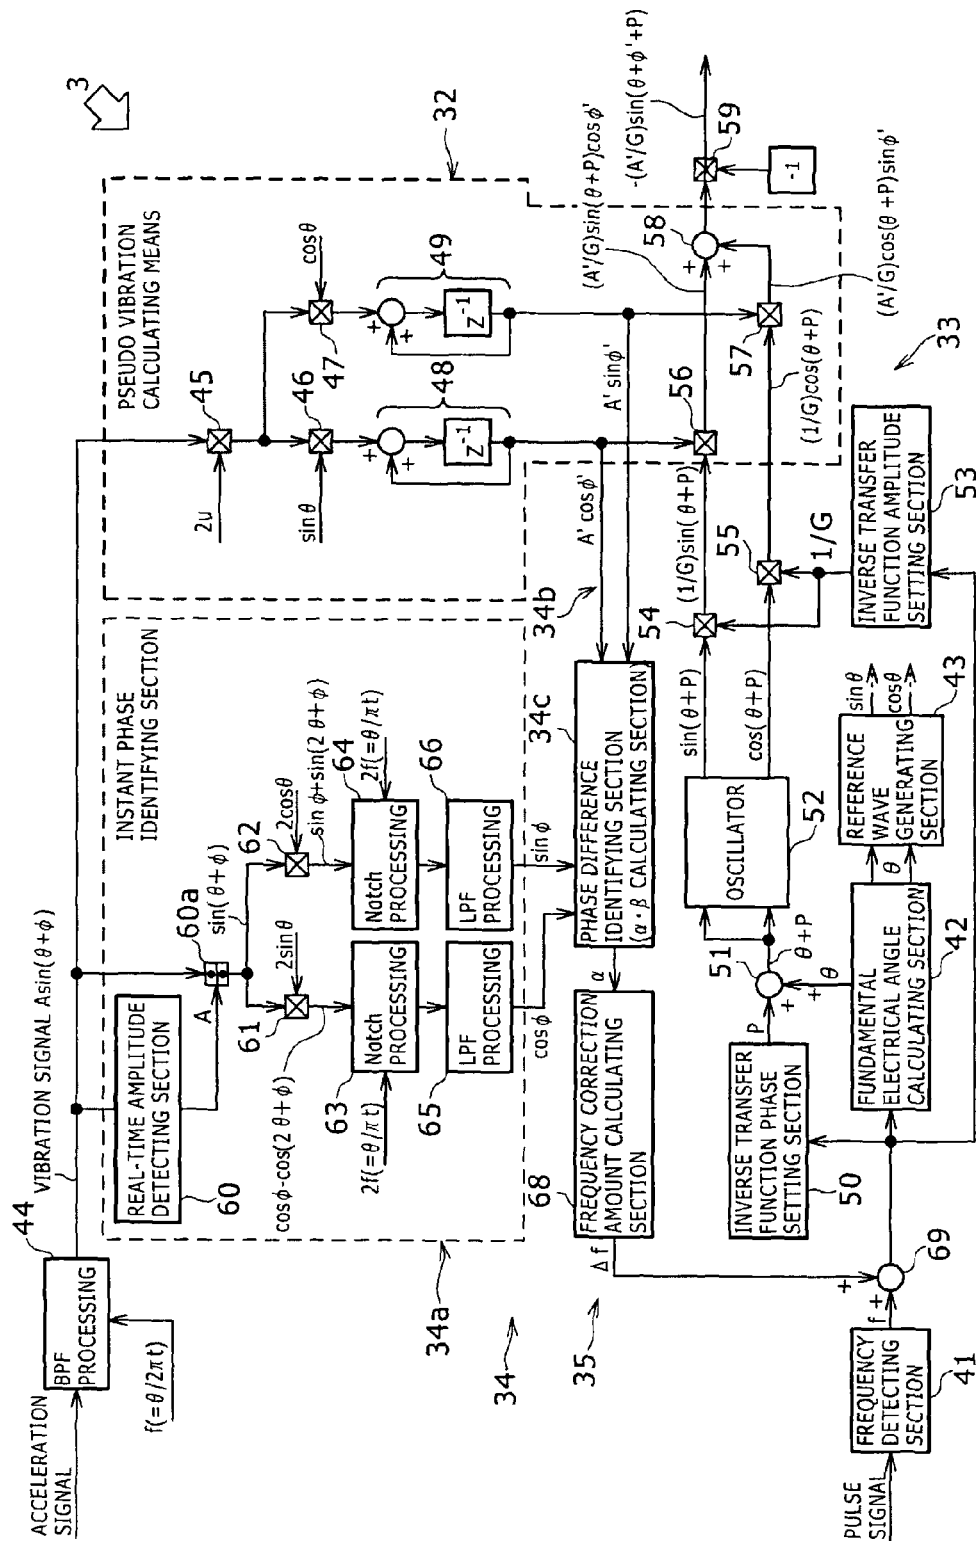 3
ACCELERATION
SIGNAL
44
BPF
PROCESSING
f(=θ/2πt)
VIBRATION SIGNAL Asin(θ+φ)
INSTANT PHASE
IDENTIFYING SECTION
REAL-TIME AMPLITUDE
DETECTING SECTION
60
A
60a
sin(θ+φ)
61
2sinθ
62
2cosθ
cosφ-cos(2θ+φ)
sinφ+sin(2θ+φ)
63
Notch
PROCESSING
2f(=θ/πt)
64
Notch
PROCESSING
2f(=θ/πt)
65
LPF
PROCESSING
66
LPF
PROCESSING
cosφ
sinφ
34a
34
PSEUDO VIBRATION
CALCULATING MEANS
32
45
2u
46
sinθ
47
cosθ
48
+
+
Z-1
49
+
+
Z-1
A'cosφ'
A'sinφ'
34b
34c
PHASE DIFFERENCE
IDENTIFYING SECTION
(α·β CALCULATING SECTION)
α
68
FREQUENCY CORRECTION
AMOUNT CALCULATING
SECTION
Δf
35
PULSE
SIGNAL
FREQUENCY
DETECTING
SECTION
41
f
+
+
69
INVERSE TRANSFER
FUNCTION PHASE
SETTING SECTION
50
P
51
+
+
θ
θ+P
FUNDAMENTAL
ELECTRICAL ANGLE
CALCULATING SECTION
42
θ
REFERENCE
WAVE
GENERATING
SECTION
43
sinθ
cosθ
OSCILLATOR
52
sin(θ+P)
cos(θ+P)
54
55
1/G
INVERSE TRANSFER
FUNCTION AMPLITUDE
SETTING SECTION
53
33
(1/G)sin(θ+P)
(1/G)cos(θ+P)
56
57
(A'/G)sin(θ+P)cosφ'
(A'/G)cos(θ+P)sinφ'
58
+
+
59
-1
-(A'/G)sin(θ+φ'+P)